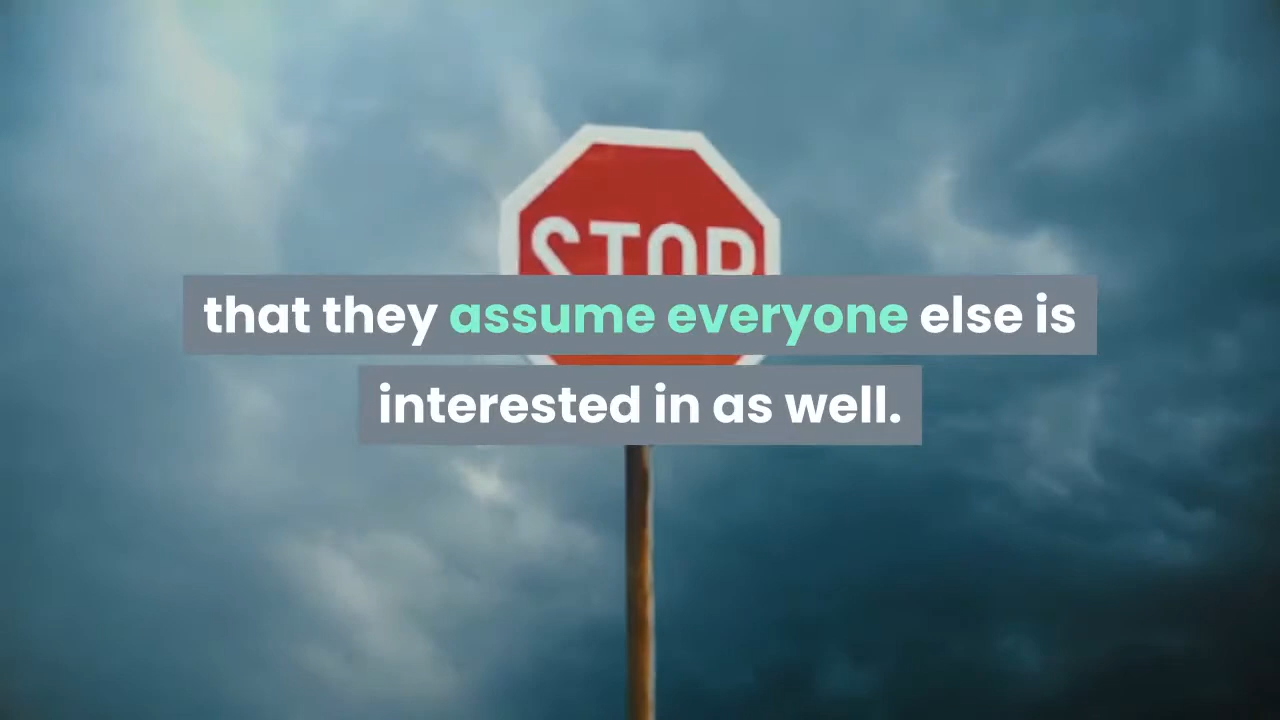 STOP
that they assume everyone else is
interested in as well.